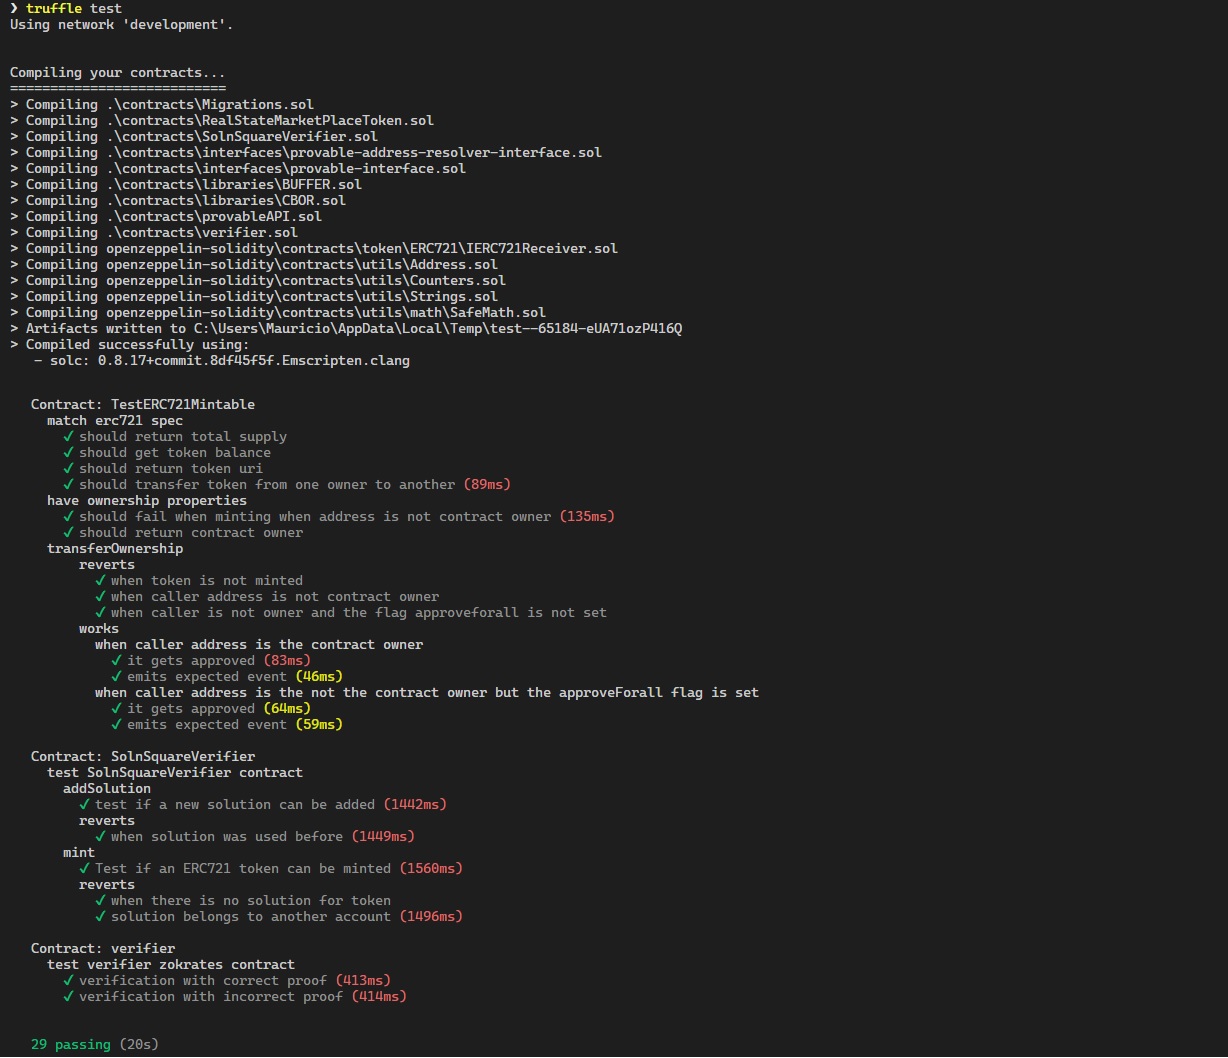 ❯ truffle test
Using network 'development'.
Compiling your contracts...
===========================
> Compiling .\contracts\Migrations.sol
> Compiling .\contracts\RealStateMarketPlaceToken.sol
> Compiling .\contracts\SolnSquareVerifier.sol
> Compiling .\contracts\interfaces\provable-address-resolver-interface.sol
> Compiling .\contracts\interfaces\provable-interface.sol
> Compiling .\contracts\libraries\BUFFER.sol
> Compiling .\contracts\libraries\CBOR.sol
> Compiling .\contracts\provableAPI.sol
> Compiling .\contracts\verifier.sol
> Compiling openzeppelin-solidity\contracts\token\ERC721\IERC721Receiver.sol
> Compiling openzeppelin-solidity\contracts\utils\Address.sol
> Compiling openzeppelin-solidity\contracts\utils\Counters.sol
> Compiling openzeppelin-solidity\contracts\utils\Strings.sol
> Compiling openzeppelin-solidity\contracts\utils\math\SafeMath.sol
> Artifacts written to C:\Users\Mauricio\AppData\Local\Temp\test--65184-eUA71ozP416Q
> Compiled successfully using:
   - solc: 0.8.17+commit.8df45f5f.Emscripten.clang
Contract: TestERC721Mintable
match erc721 spec
✓ should return total supply
✓ should get token balance
✓ should return token uri
✓ should transfer token from one owner to another (89ms)
have ownership properties
✓ should fail when minting when address is not contract owner (135ms)
✓ should return contract owner
transferOwnership
reverts
✓ when token is not minted
✓ when caller address is not contract owner
✓ when caller is not owner and the flag approveforall is not set
works
when caller address is the contract owner
✓ it gets approved (83ms)
✓ emits expected event (46ms)
when caller address is the not the contract owner but the approveForall flag is set
✓ it gets approved (64ms)
✓ emits expected event (59ms)
Contract: SolnSquareVerifier
test SolnSquareVerifier contract
addSolution
✓ test if a new solution can be added (1442ms)
reverts
✓ when solution was used before (1449ms)
mint
✓ Test if an ERC721 token can be minted (1560ms)
reverts
✓ when there is no solution for token
✓ solution belongs to another account (1496ms)
Contract: verifier
test verifier zokrates contract
✓ verification with correct proof (413ms)
✓ verification with incorrect proof (414ms)
29 passing (20s)